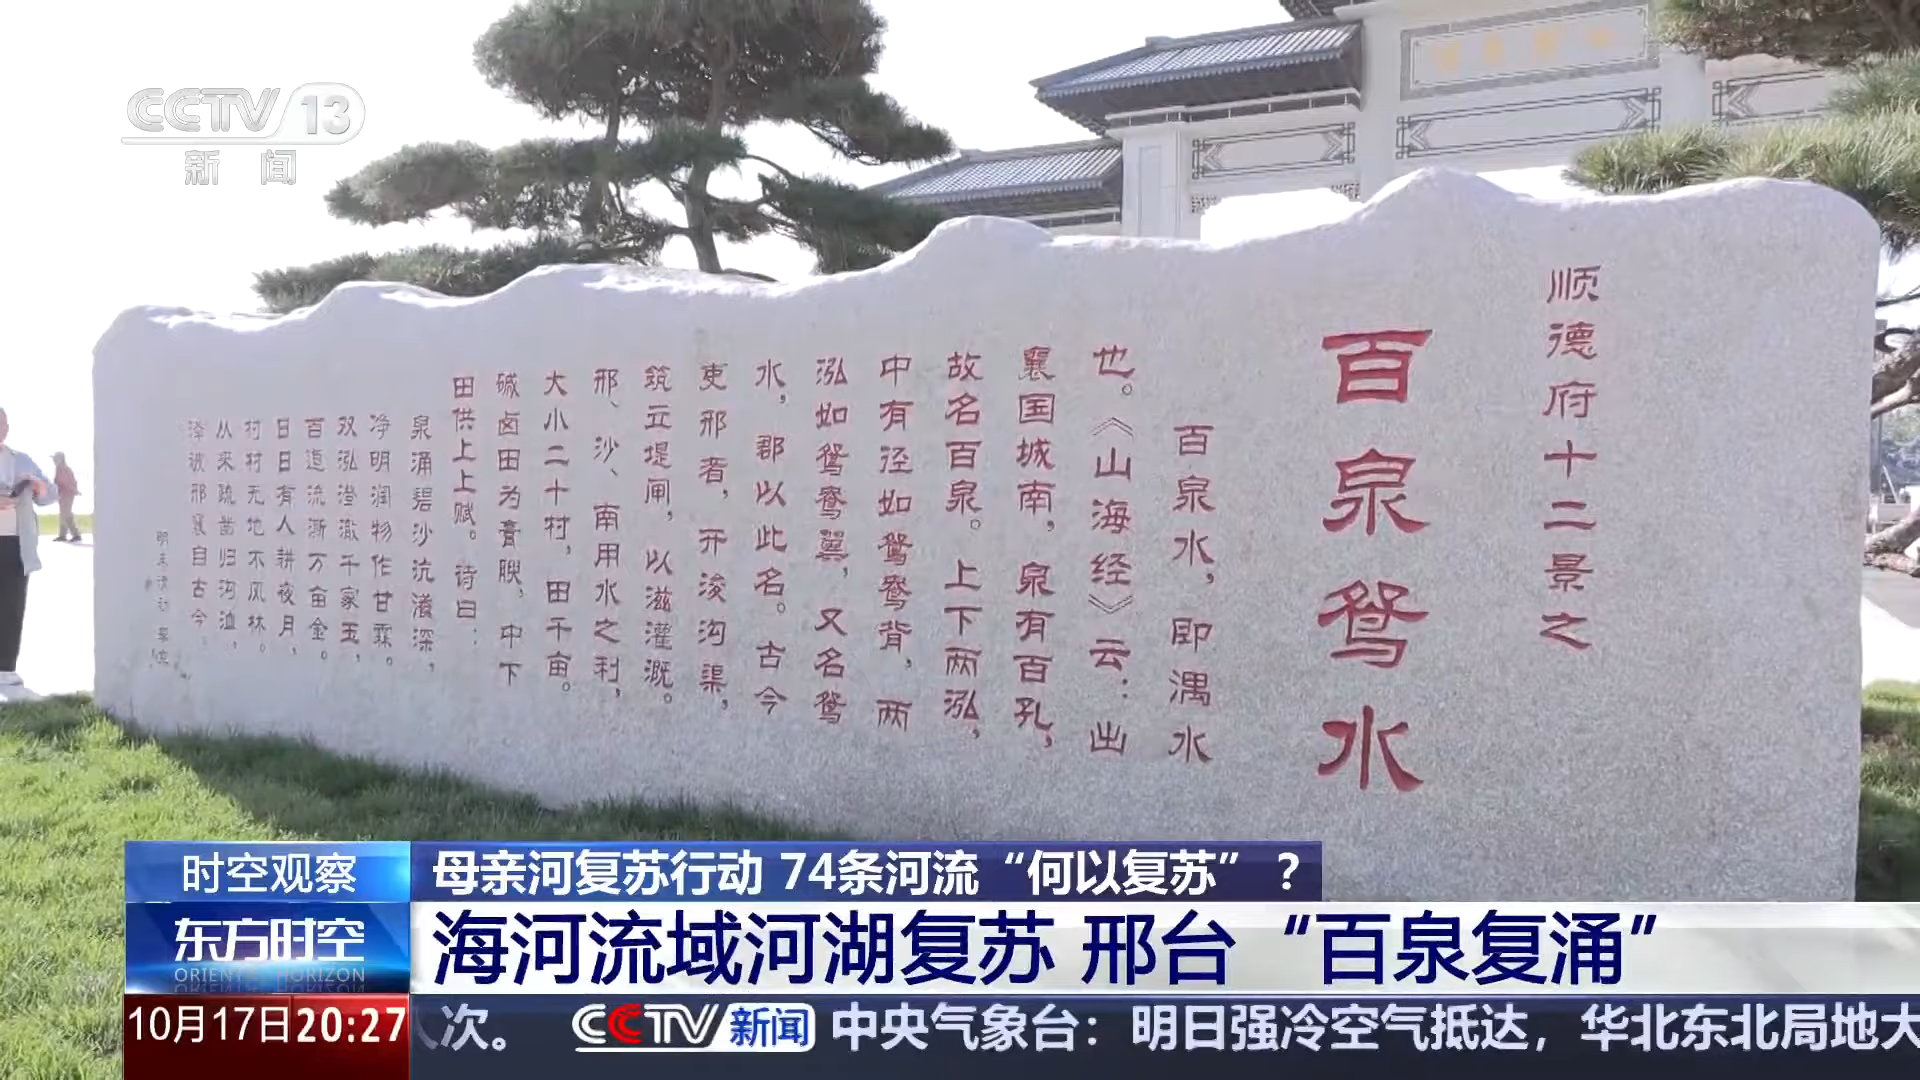 CCTV 13
新闻
顺德府十二景之
百泉鸳水
百泉水，即湡水
也。《山海经》云：出
襄国城南，泉有百孔，
故名百泉。上下两泓，
中有径如鸳鸯背，两
泓如鸳鸯翼，又名鸳
水，郡以此名。古今
吏邢者，开浚沟渠，
筑立堤闸，以滋灌溉。
邢、沙、南用水之利，
大小二十村，田千亩。
碱卤田为膏腴，中下
田供上上赋。诗曰：
泉涌碧沙沆瀁深，
净明润物作甘霖。
双泓澄澈千家玉，
百道流澌万亩金。
日日有人耕夜月，
村村无地不风林。
从来疏凿归沟洫，
泽波邢襄自古今。
时空观察
母亲河复苏行动 74条河流“何以复苏”？
东方时空
ORIENTAL HORIZON
海河流域河湖复苏 邢台“百泉复涌”
10月17日20:27
次。 CCTV新闻 中央气象台：明日强冷空气抵达，华北东北局地大